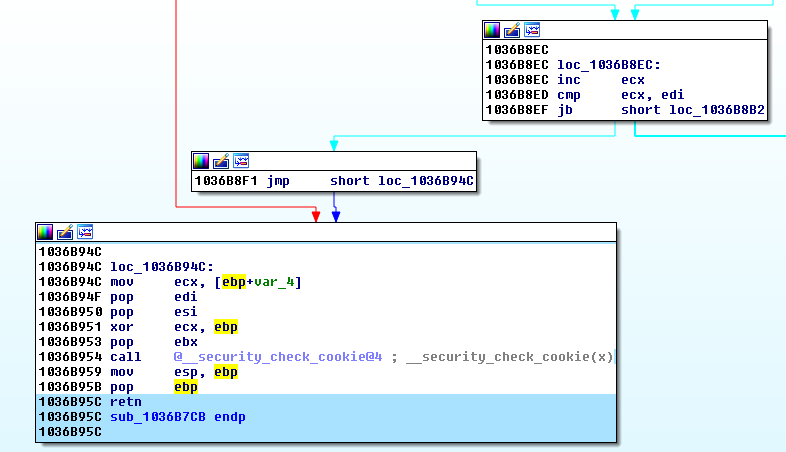 1036B8EC
1036B8EC loc_1036B8EC:
1036B8EC inc ecx
1036B8ED cmp ecx, edi
1036B8EF jb short loc_1036B8B2
1036B8F1 jmp short loc_1036B94C
1036B94C
1036B94C loc_1036B94C:
1036B94C mov ecx, [ebp+var_4]
1036B94F pop edi
1036B950 pop esi
1036B951 xor ecx, ebp
1036B953 pop ebx
1036B954 call @__security_check_cookie@4 ; __security_check_cookie(x)
1036B959 mov esp, ebp
1036B95B pop ebp
1036B95C retn
1036B95C sub_1036B7CB endp
1036B95C